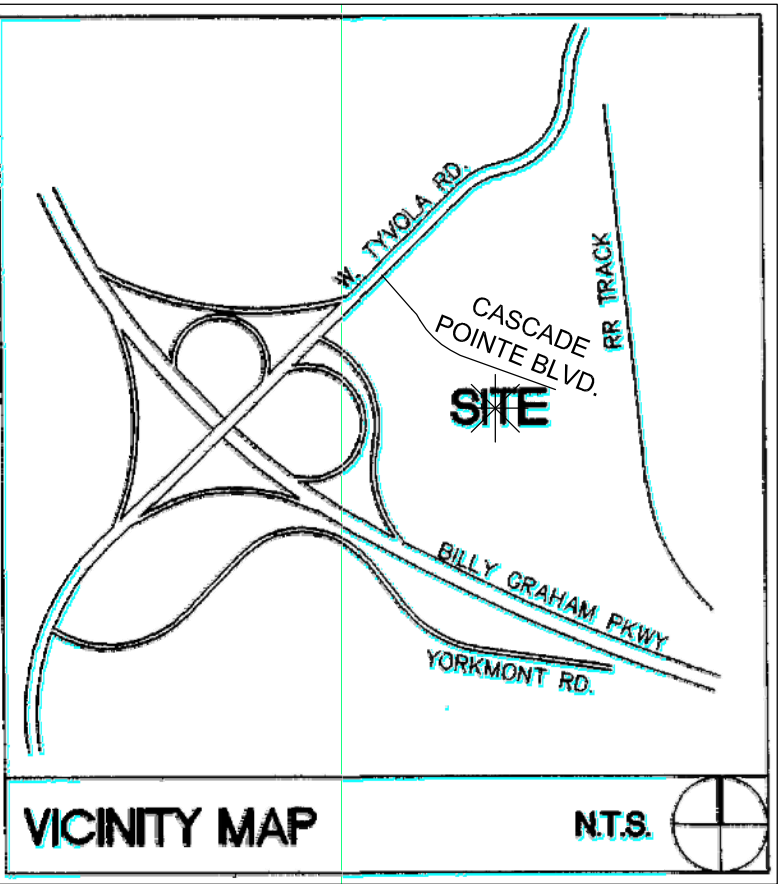 W. TYVOLA RD.
RR TRACK
CASCADE
POINTE BLVD.
SITE
BILLY GRAHAM PKWY
YORKMONT RD.
VICINITY MAP
N.T.S.